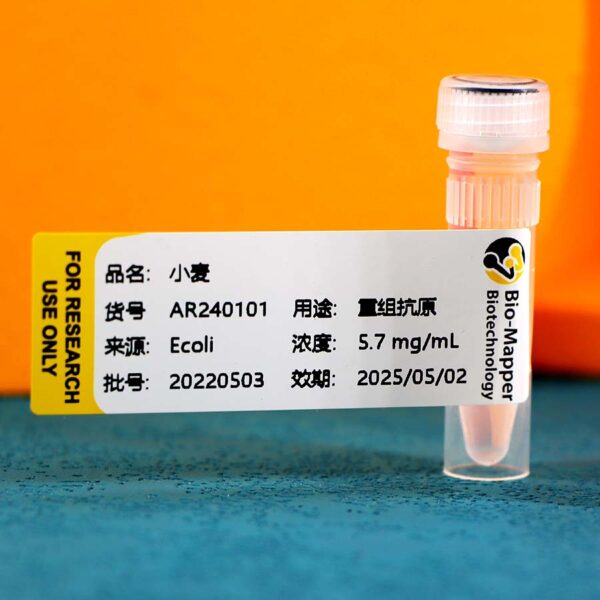 FOR RESEARCH
USE ONLY
品名: 小麦
货号 AR240101 用途: 重组抗原
来源: Ecoli 浓度: 5.7 mg/mL
批号: 20220503 效期: 2025/05/02
Bio-Mapper
Biotechnology